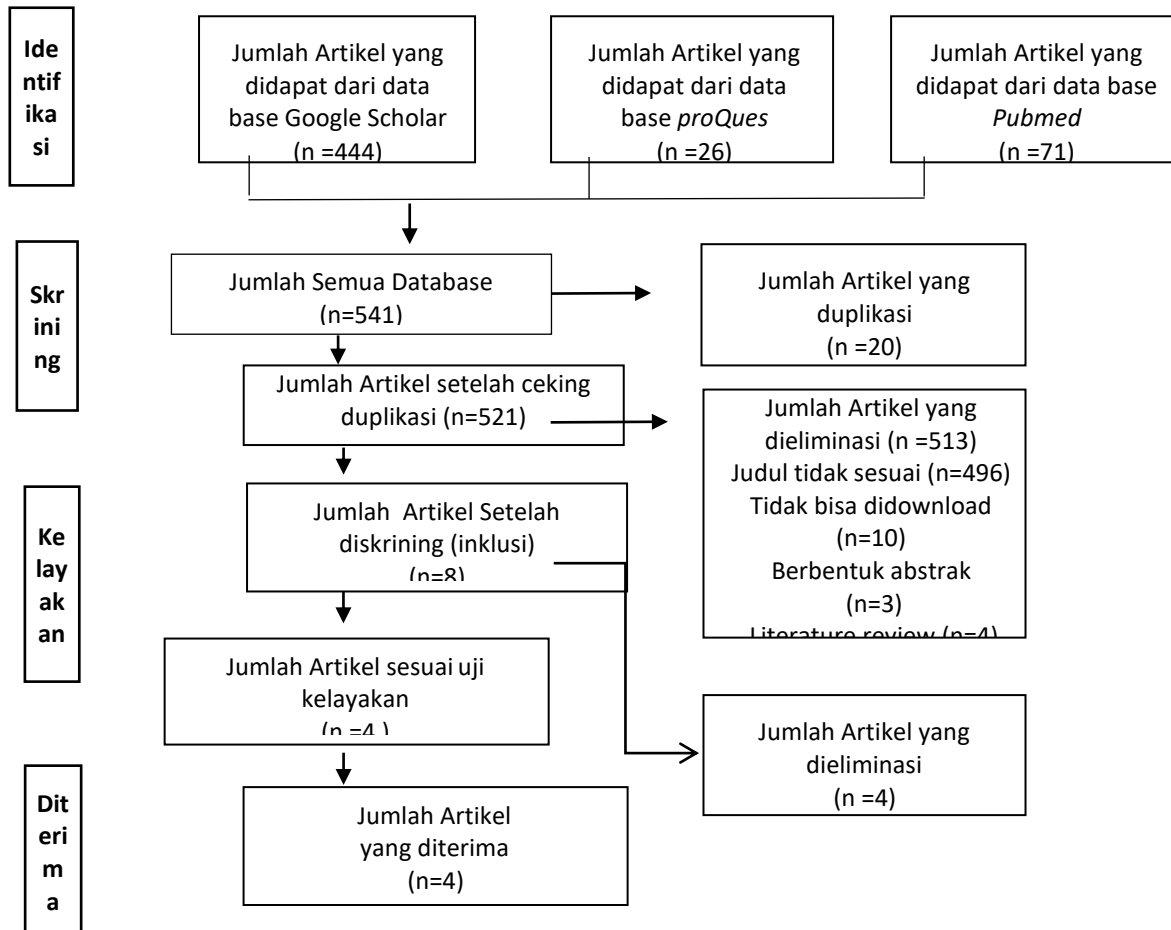 Ide
ntif
ika
si
Jumlah Artikel yang
didapat dari data
base Google Scholar
(n =444)
Jumlah Artikel yang
didapat dari data
base proQues
(n =26)
Jumlah Artikel yang
didapat dari data base
Pubmed
(n =71)
Skr
ini
ng
Jumlah Semua Database
(n=541)
Jumlah Artikel yang
duplikasi
(n =20)
Jumlah Artikel setelah ceking
duplikasi (n=521)
Jumlah Artikel yang
dieliminasi (n =513)
Judul tidak sesuai (n=496)
Tidak bisa didownload
(n=10)
Berbentuk abstrak
(n=3)
Literature review (n=4)
Ke
lay
ak
an
Jumlah Artikel Setelah
diskrining (inklusi)
(n=8)
Jumlah Artikel sesuai uji
kelayakan
(n =4 )
Jumlah Artikel yang
dieliminasi
(n =4)
Dit
eri
m
a
Jumlah Artikel
yang diterima
(n=4)